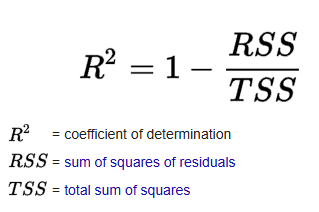 R² = 1 − RSS/TSS
R² = coefficient of determination
RSS = sum of squares of residuals
TSS = total sum of squares